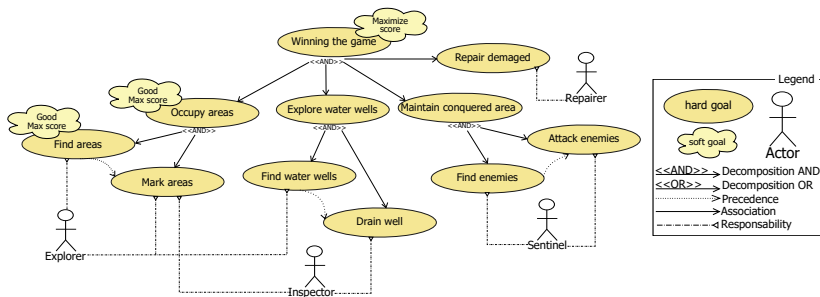 Maximize
score
Winning the game
<<AND>>
Repair demaged
Repairer
Good
Max score
Occupy areas
<<AND>>
Explore water wells
<<AND>>
Maintain conquered area
<<AND>>
Good
Max score
Find areas
Attack enemies
Mark areas
Find water wells
Find enemies
Drain well
Explorer
Inspector
Sentinel
Legend
hard goal
soft goal
Actor
<<AND>> Decomposition AND
<<OR>> Decomposition OR
Precedence
Association
Responsability